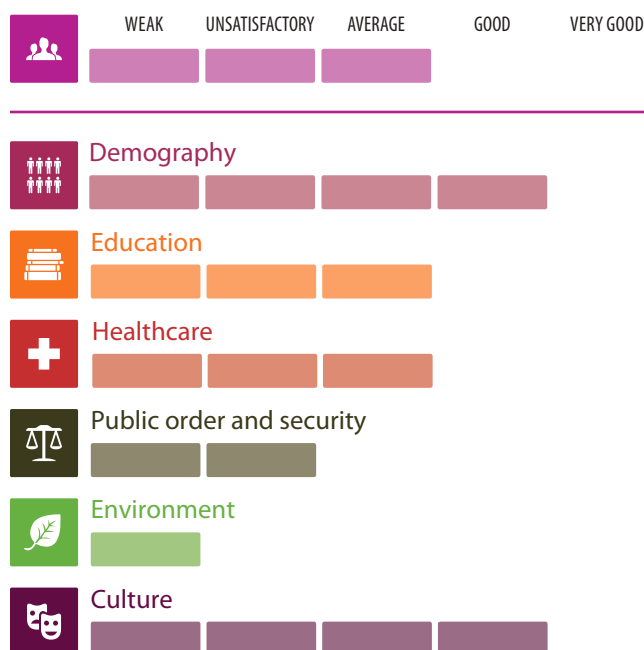 WEAK UNSATISFACTORY AVERAGE GOOD VERY GOOD
Demography
Education
Healthcare
Public order and security
Environment
Culture